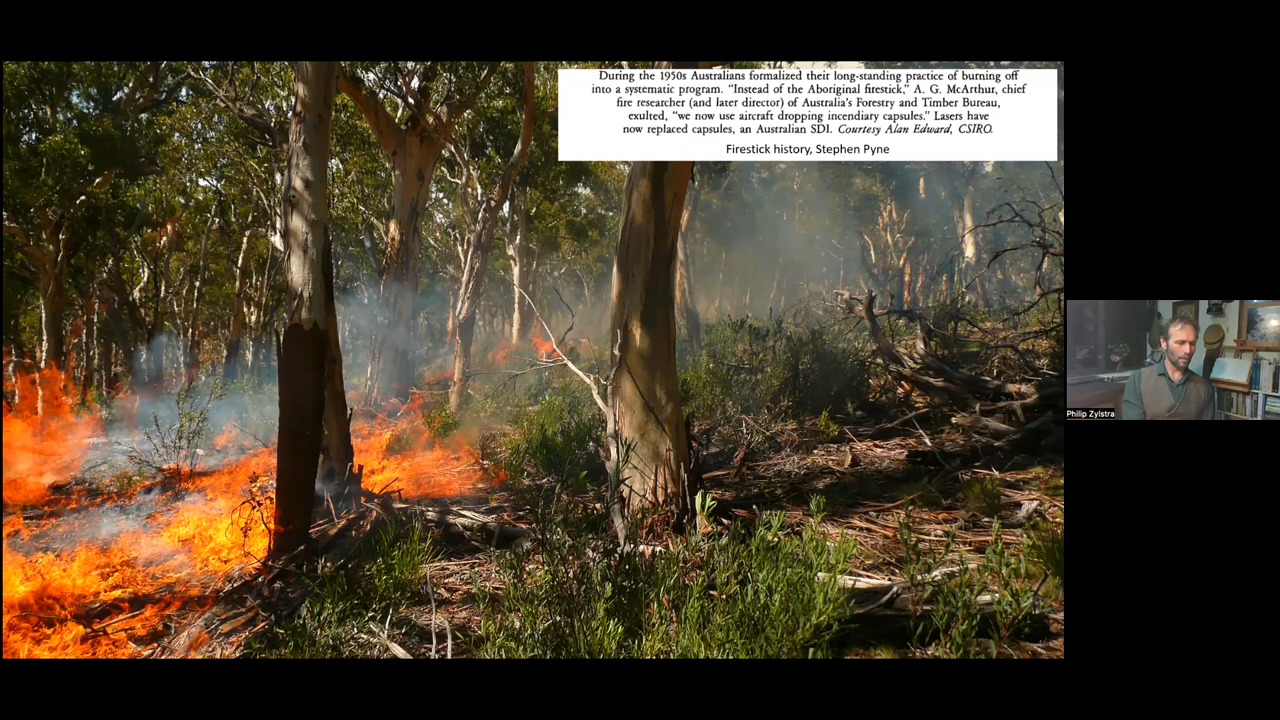 During the 1950s Australians formalized their long-standing practice of burning off
into a systematic program. "Instead of the Aboriginal firestick," A. G. McArthur, chief
fire researcher (and later director) of Australia's Forestry and Timber Bureau,
exulted, "we now use aircraft dropping incendiary capsules." Lasers have
now replaced capsules, an Australian SDI. Courtesy Alan Edward, CSIRO.
Firestick history, Stephen Pyne
Philip Zylstra